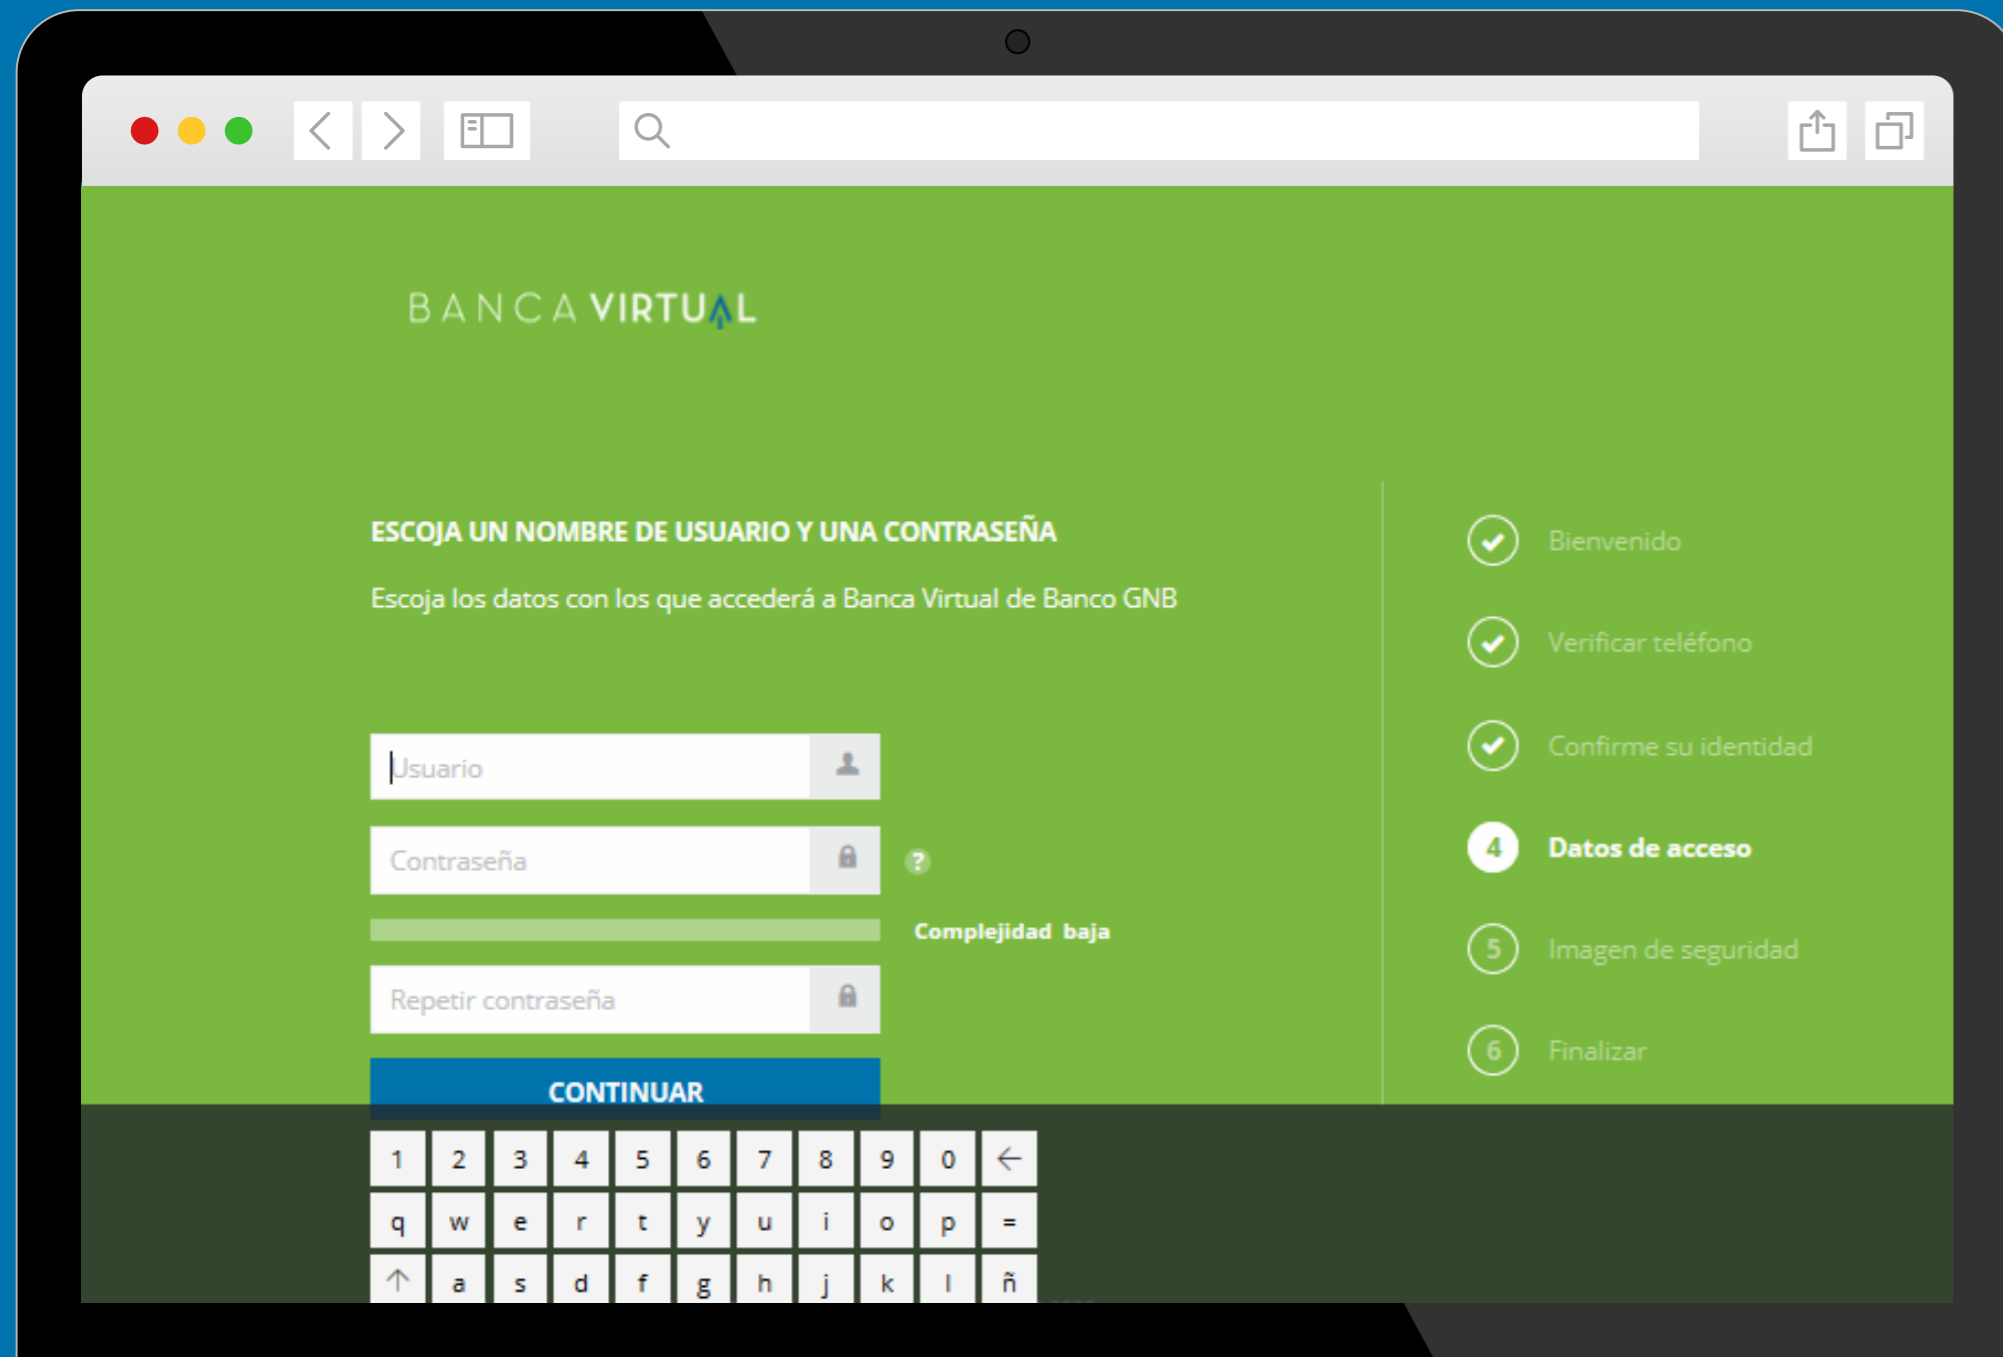 BANCA VIRTUAL
ESCOJA UN NOMBRE DE USUARIO Y UNA CONTRASEÑA
Escoja los datos con los que accederá a Banca Virtual de Banco GNB
Usuario
Contraseña
?
Complejidad baja
Repetir contraseña
CONTINUAR
Bienvenido
Verificar teléfono
Confirme su identidad
4 Datos de acceso
5 Imagen de seguridad
6 Finalizar
1 2 3 4 5 6 7 8 9 0 ←
q w e r t y u i o p =
↑ a s d f g h j k l ñ